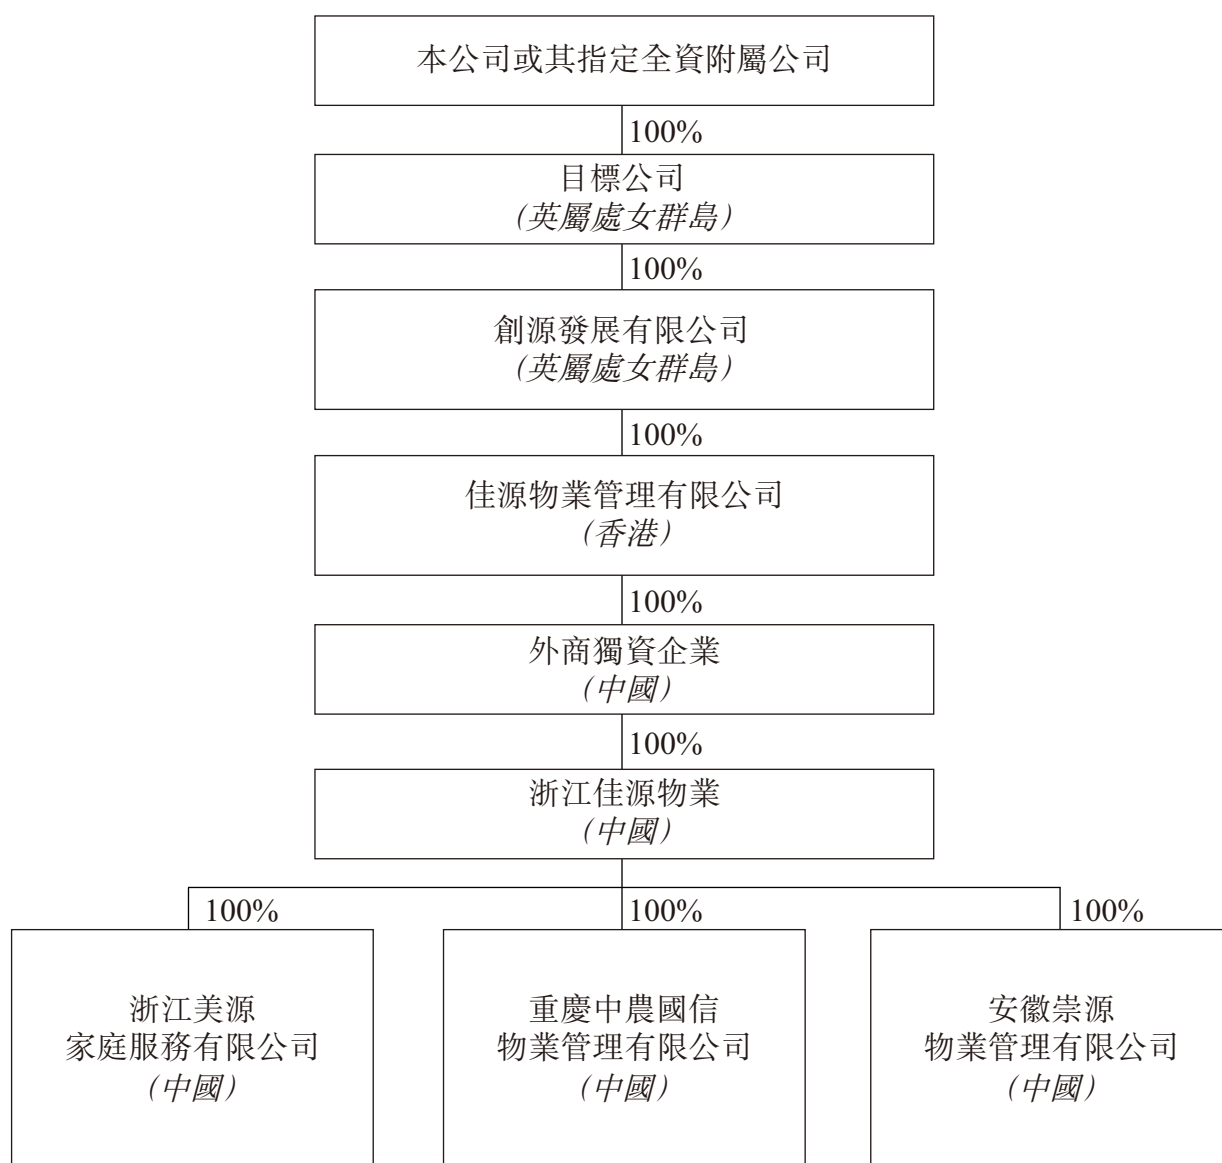 本公司或其指定全資附屬公司
100%
目標公司
(英屬處女群島)
100%
創源發展有限公司
(英屬處女群島)
100%
佳源物業管理有限公司
(香港)
100%
外商獨資企業
(中國)
100%
浙江佳源物業
(中國)
100%
100%
100%
浙江美源
家庭服務有限公司
(中國)
重慶中農國信
物業管理有限公司
(中國)
安徽崇源
物業管理有限公司
(中國)